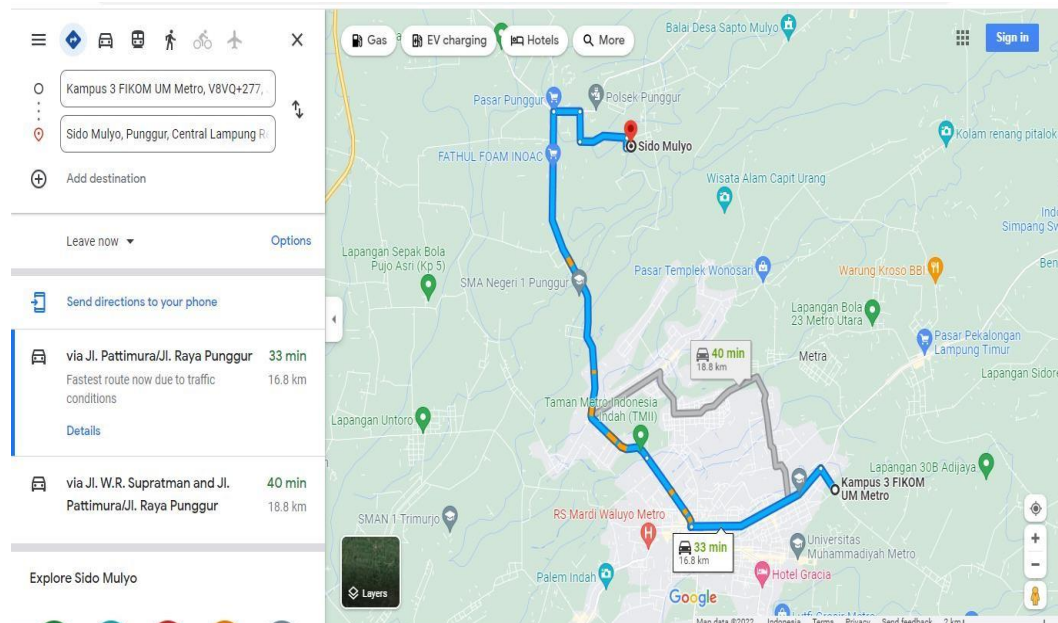 Kampus 3 FIKOM UM Metro, V8VQ+277,
Sido Mulyo, Punggur, Central Lampung R
Add destination
Leave now
Options
Send directions to your phone
via Jl. Pattimura/Jl. Raya Punggur
33 min
Fastest route now due to traffic
conditions
16.8 km
Details
via Jl. W.R. Supratman and Jl.
Pattimura/Jl. Raya Punggur
40 min
18.8 km
Explore Sido Mulyo
Gas
EV charging
Hotels
More
Sign in
Balai Desa Sapto Mulyo
Pasar Punggur
Polsek Punggur
Sido Mulyo
FATHUL FOAM INOAC
Kolam renang pitalok
Wisata Alam Capit Urang
Simpang Sw
Lapangan Sepak Bola
Pujo Asri (Kp 5)
SMA Negeri 1 Punggur
Pasar Templek Wonosari
Warung Kroso BBI
Ben
Lapangan Bola
23 Metro Utara
Pasar Pekalongan
Lampung Timur
40 min
18.8 km
Metra
Lapangan Sidore
Taman Metro Indonesia
Indah (TMII)
Lapangan Untoro
Lapangan 30B Adijaya
Kampus 3 FIKOM
UM Metro
RS Mardi Waluyo Metro
SMAN 1 Trimurjo
33 min
16.8 km
Universitas
Muhammadiyah Metro
Palem Indah
Hotel Gracia
Layers
Google
Map data ©2022
Indonesia
Terms
Privacy
Send feedback
2 km